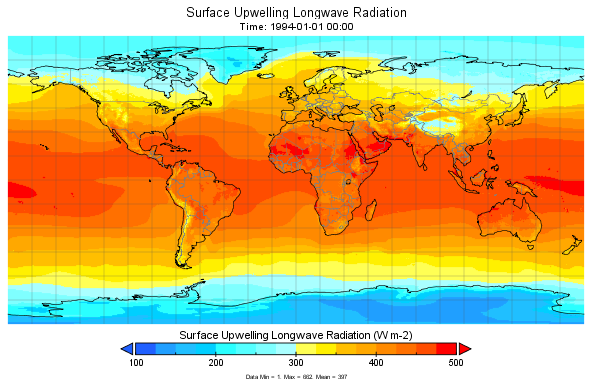 Surface Upwelling Longwave Radiation
Time: 1994-01-01 00:00
Surface Upwelling Longwave Radiation (W m-2)
100 200 300 400 500
Data Min = 1, Max = 662, Mean = 397